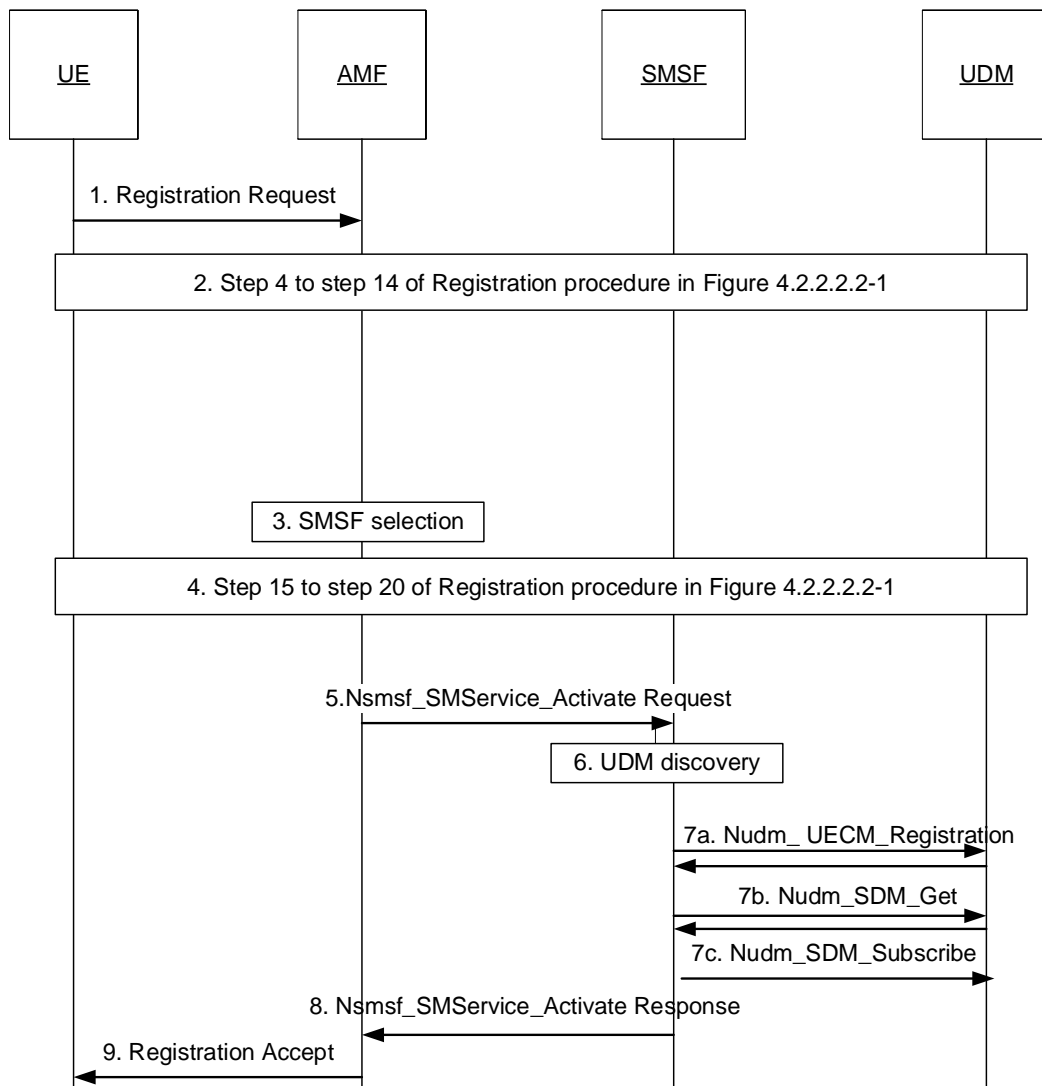 UE
AMF
SMSF
UDM
1. Registration Request
2. Step 4 to step 14 of Registration procedure in Figure 4.2.2.2.2-1
3. SMSF selection
4. Step 15 to step 20 of Registration procedure in Figure 4.2.2.2.2-1
5.Nsmsf_SMService_Activate Request
6. UDM discovery
7a. Nudm_ UECM_Registration
7b. Nudm_SDM_Get
7c. Nudm_SDM_Subscribe
8. Nsmsf_SMService_Activate Response
9. Registration Accept